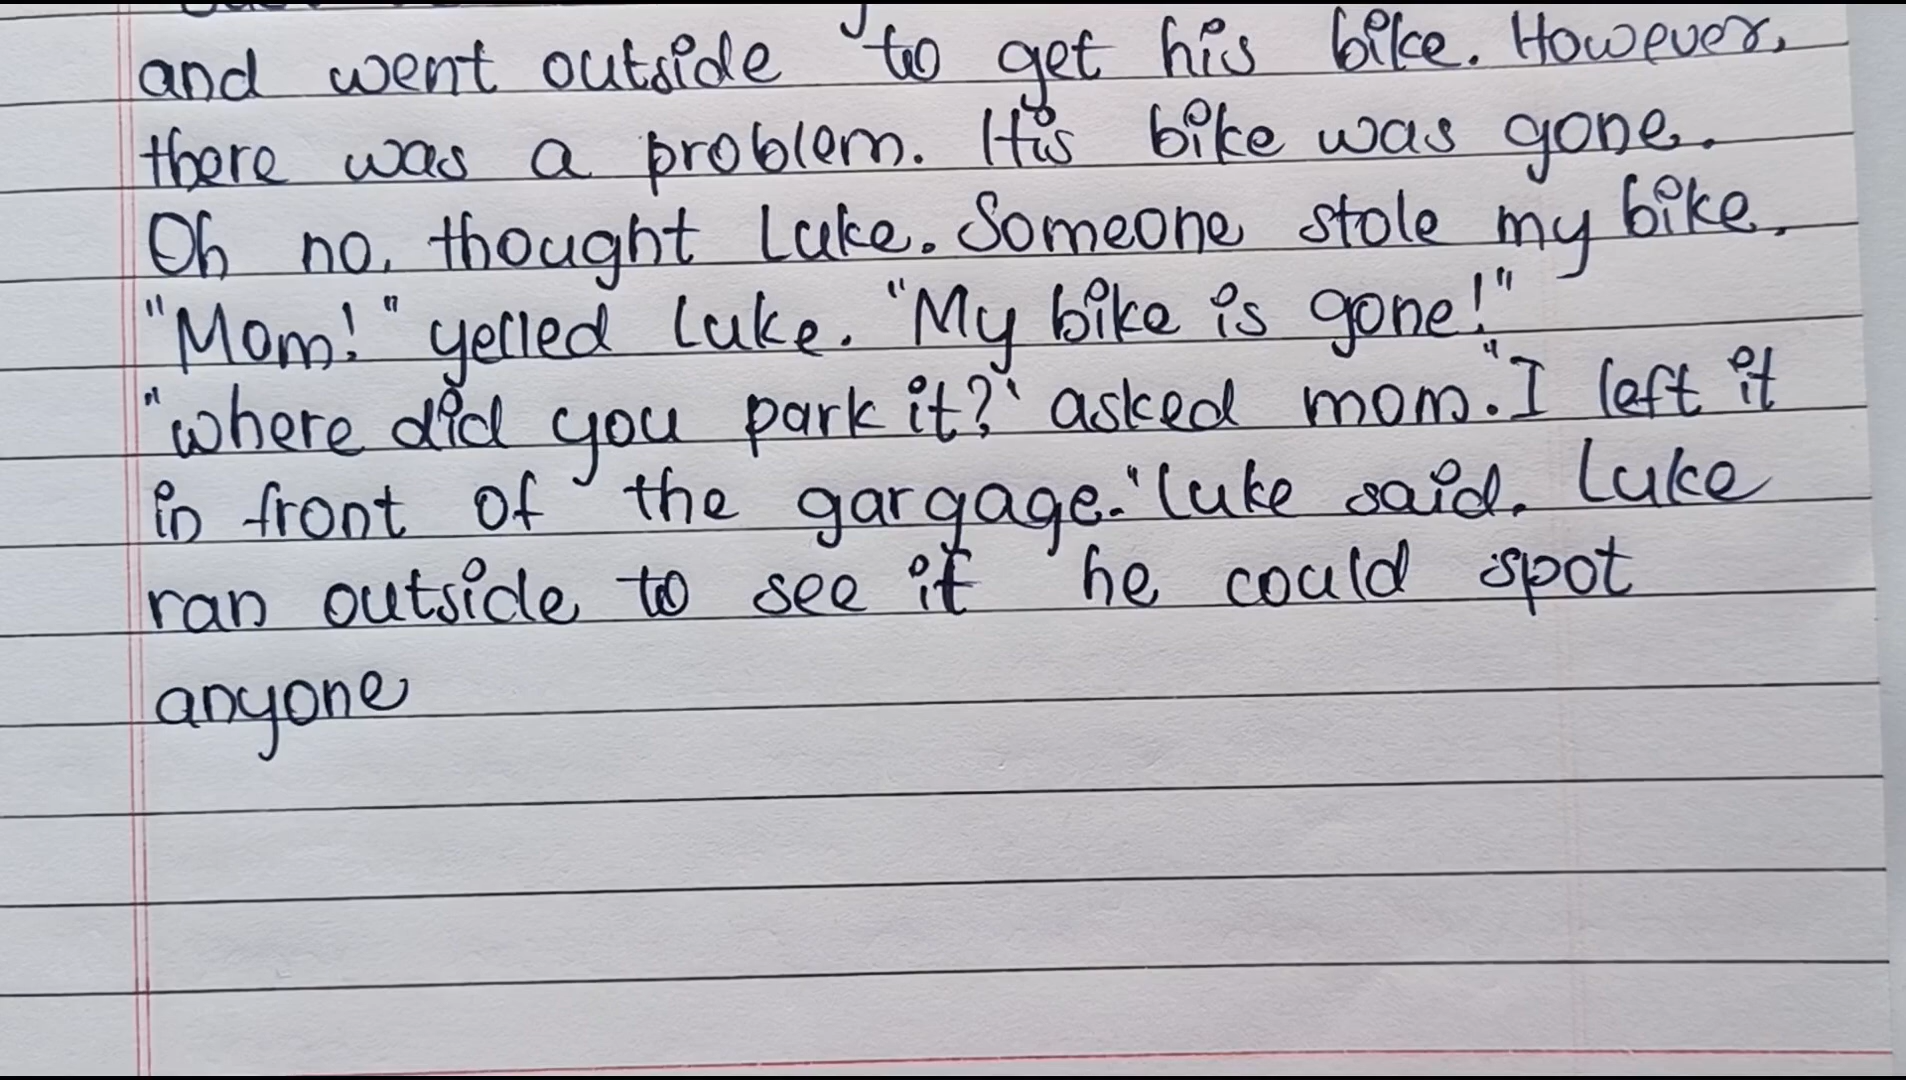 and went outside to get his bike. However,
there was a problem. His bike was gone.
Oh no, thought Luke. Someone stole my bike.
"Mom!" yelled Luke. "My bike is gone!"
"where did you park it?" asked mom. "I left it
in front of the gargage." Luke said. Luke
ran outside to see if he could spot
anyone